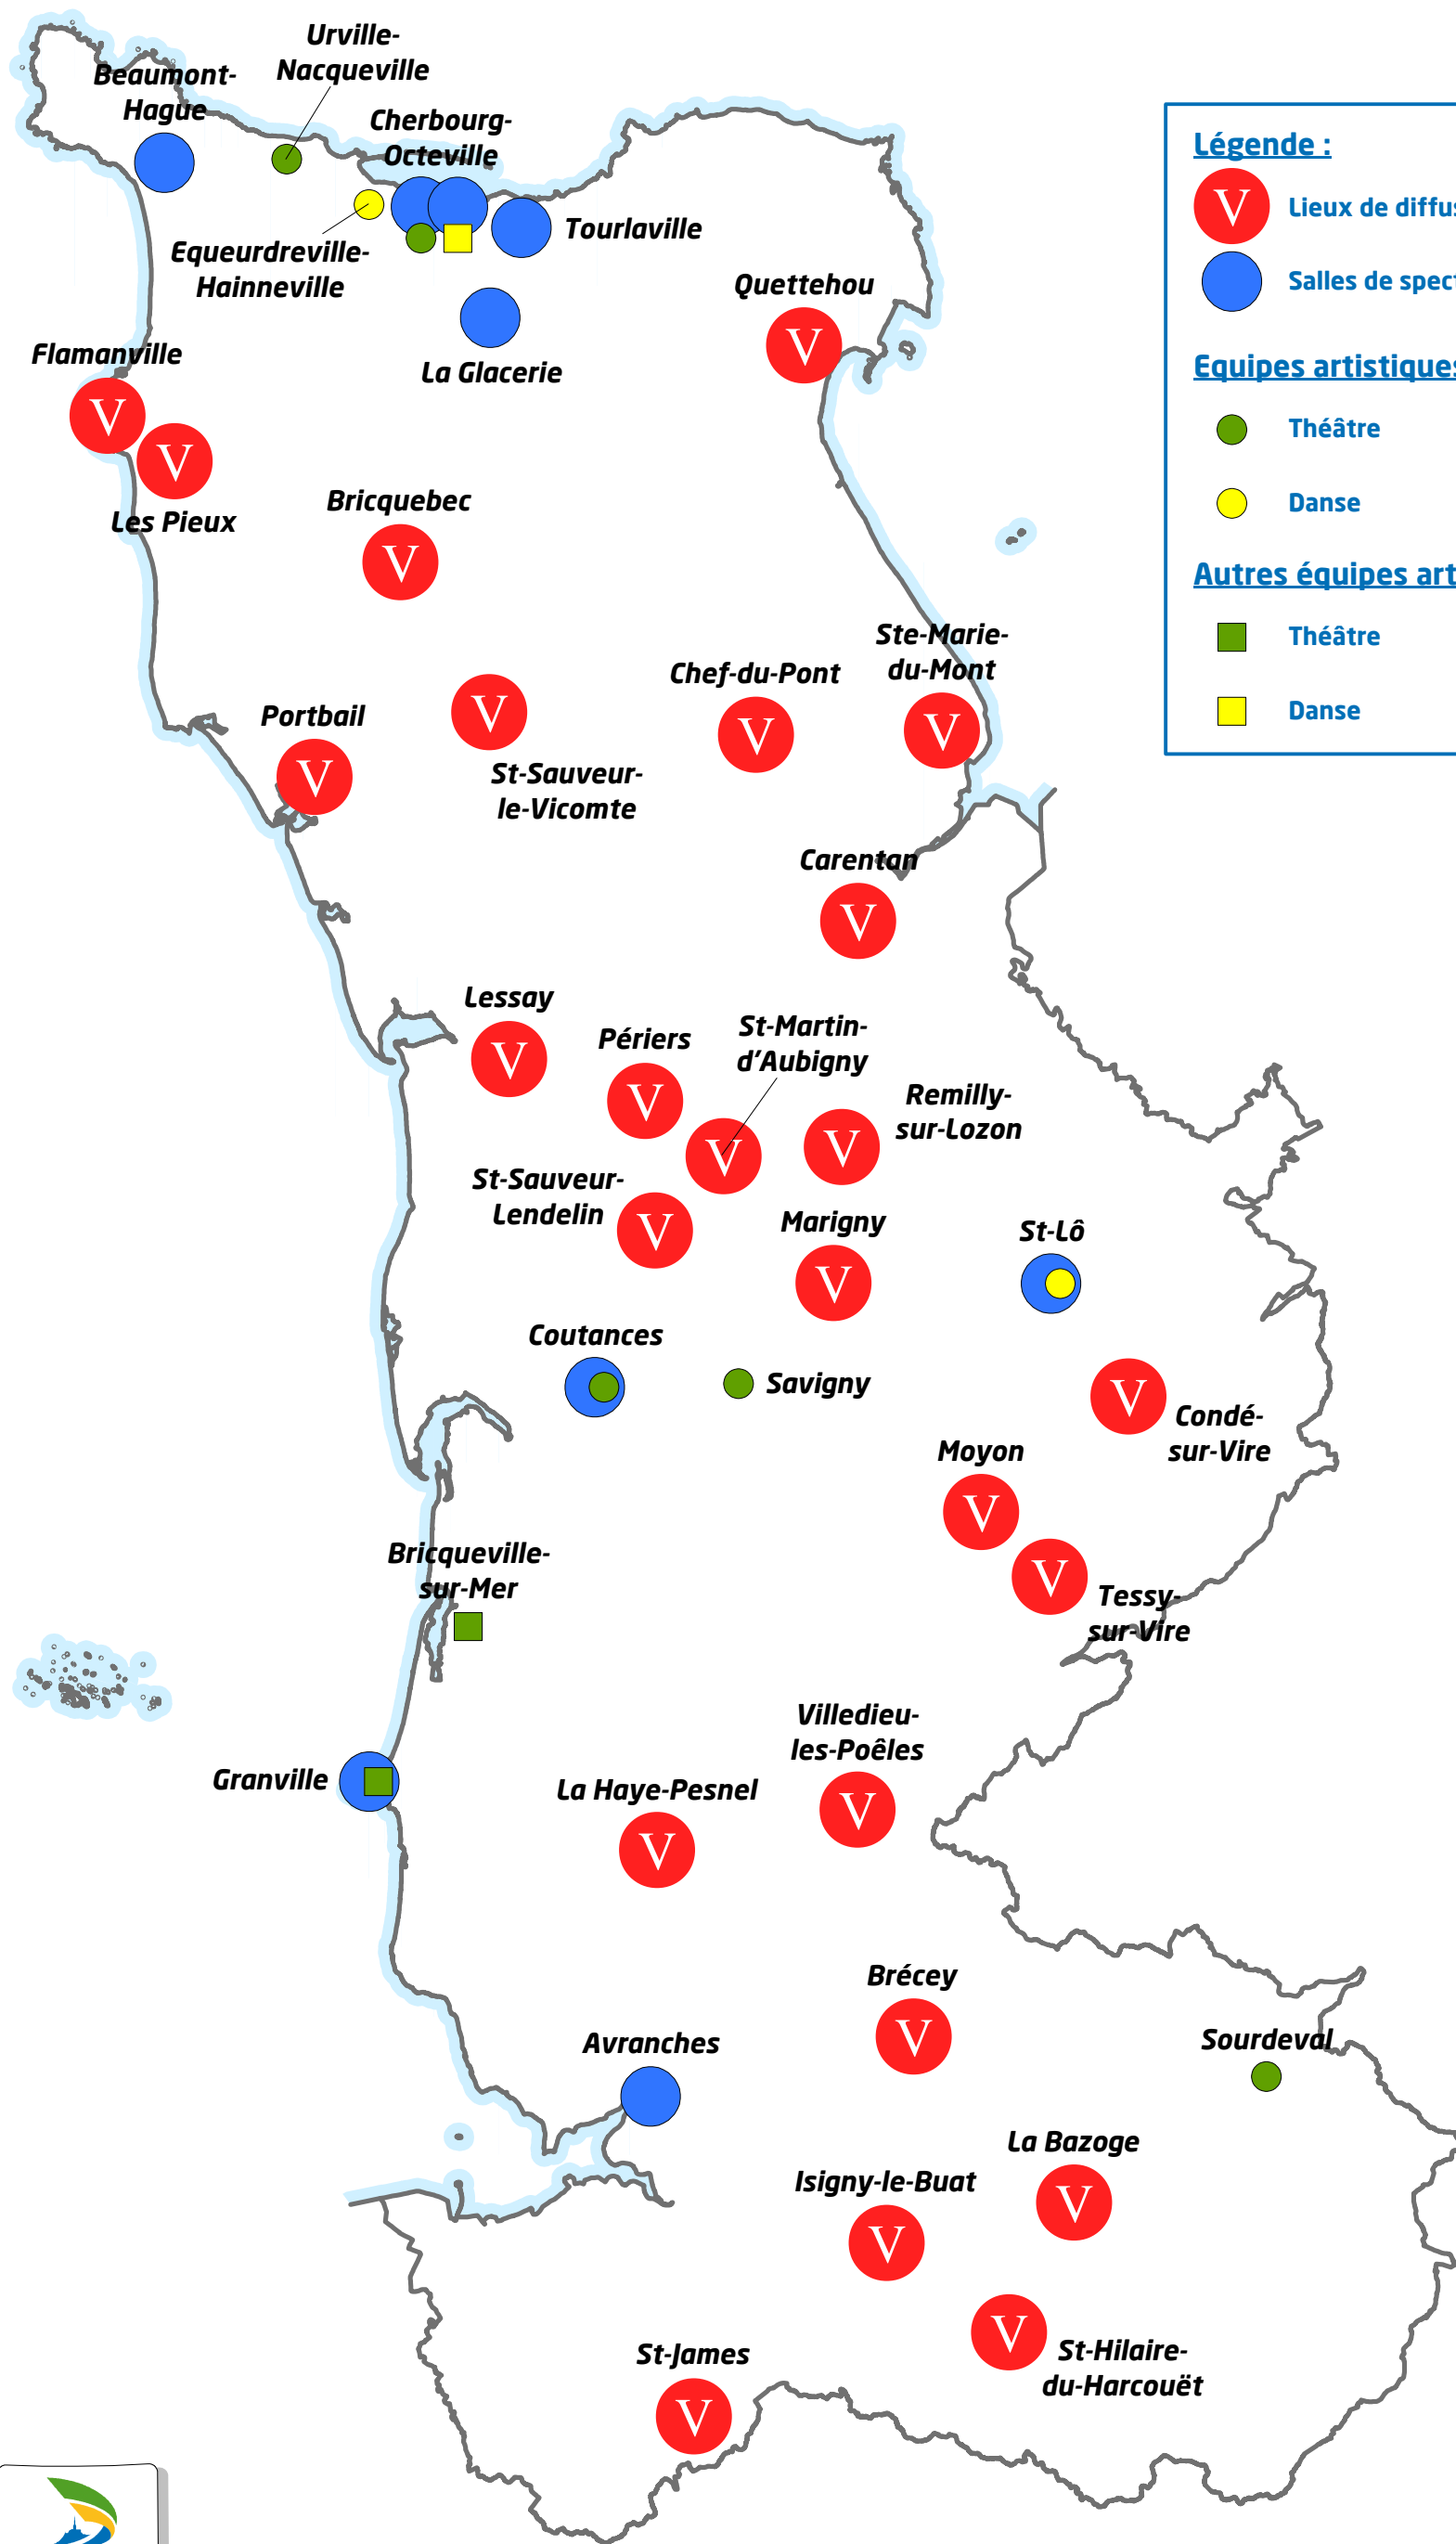 Urville-
Nacqueville
Beaumont-
Hague
Cherbourg-
Octeville
Equeurdreville-
Hainneville
Tourlaville
La Glacerie
Quettehou
V
Flamanville
V
V
Les Pieux
Bricquebec
V
Légende :
V Lieux de diffus
Salles de spect
Equipes artistiques
Théâtre
Danse
Autres équipes art
Théâtre
Danse
Ste-Marie-
du-Mont
V
Chef-du-Pont
V
V
St-Sauveur-
le-Vicomte
Portbail
V
Carentan
V
Lessay
V
Périers
V
St-Martin-
d'Aubigny
V
Remilly-
sur-Lozon
V
St-Sauveur-
Lendelin
V
Marigny
V
St-Lô
Coutances
Savigny
V
Condé-
sur-Vire
Moyon
V
V
Tessy-
sur-Vire
Bricqueville-
sur-Mer
Villedieu-
les-Poêles
V
Granville
La Haye-Pesnel
V
Brécey
V
Sourdeval
Avranches
La Bazoge
V
Isigny-le-Buat
V
V
St-Hilaire-
du-Harcouët
St-James
V